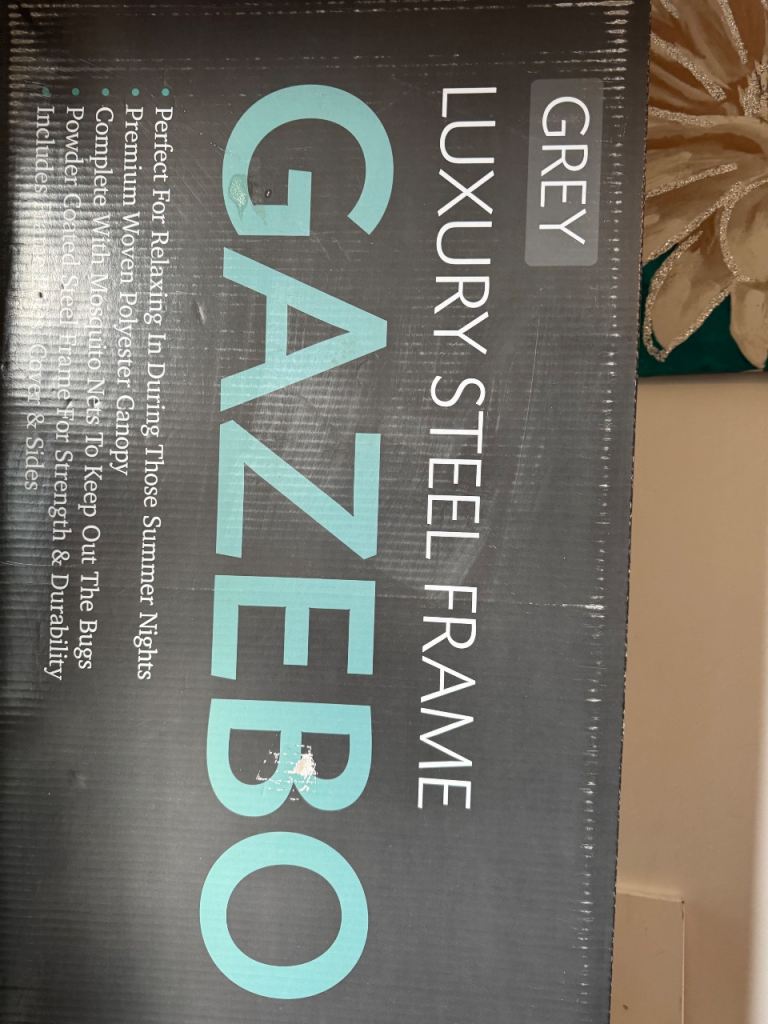 GREY
LUXURY STEEL FRAME
GAZEBO
• Perfect For Relaxing In During Those Summer Nights
• Premium Woven Polyester Canopy
• Complete With Mosquito Nets To Keep Out The Bugs
• Powder Coated Steel Frame For Strength & Durability
• Includes Cover & Sides